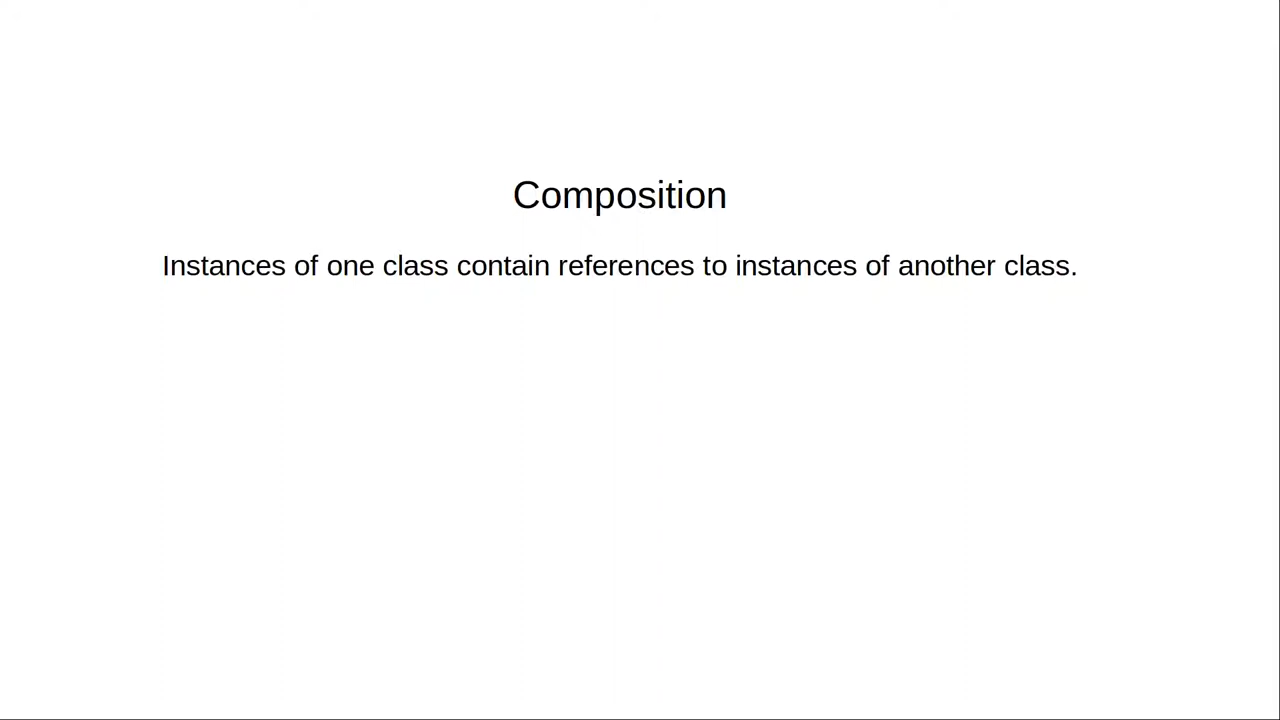 Composition
Instances of one class contain references to instances of another class.